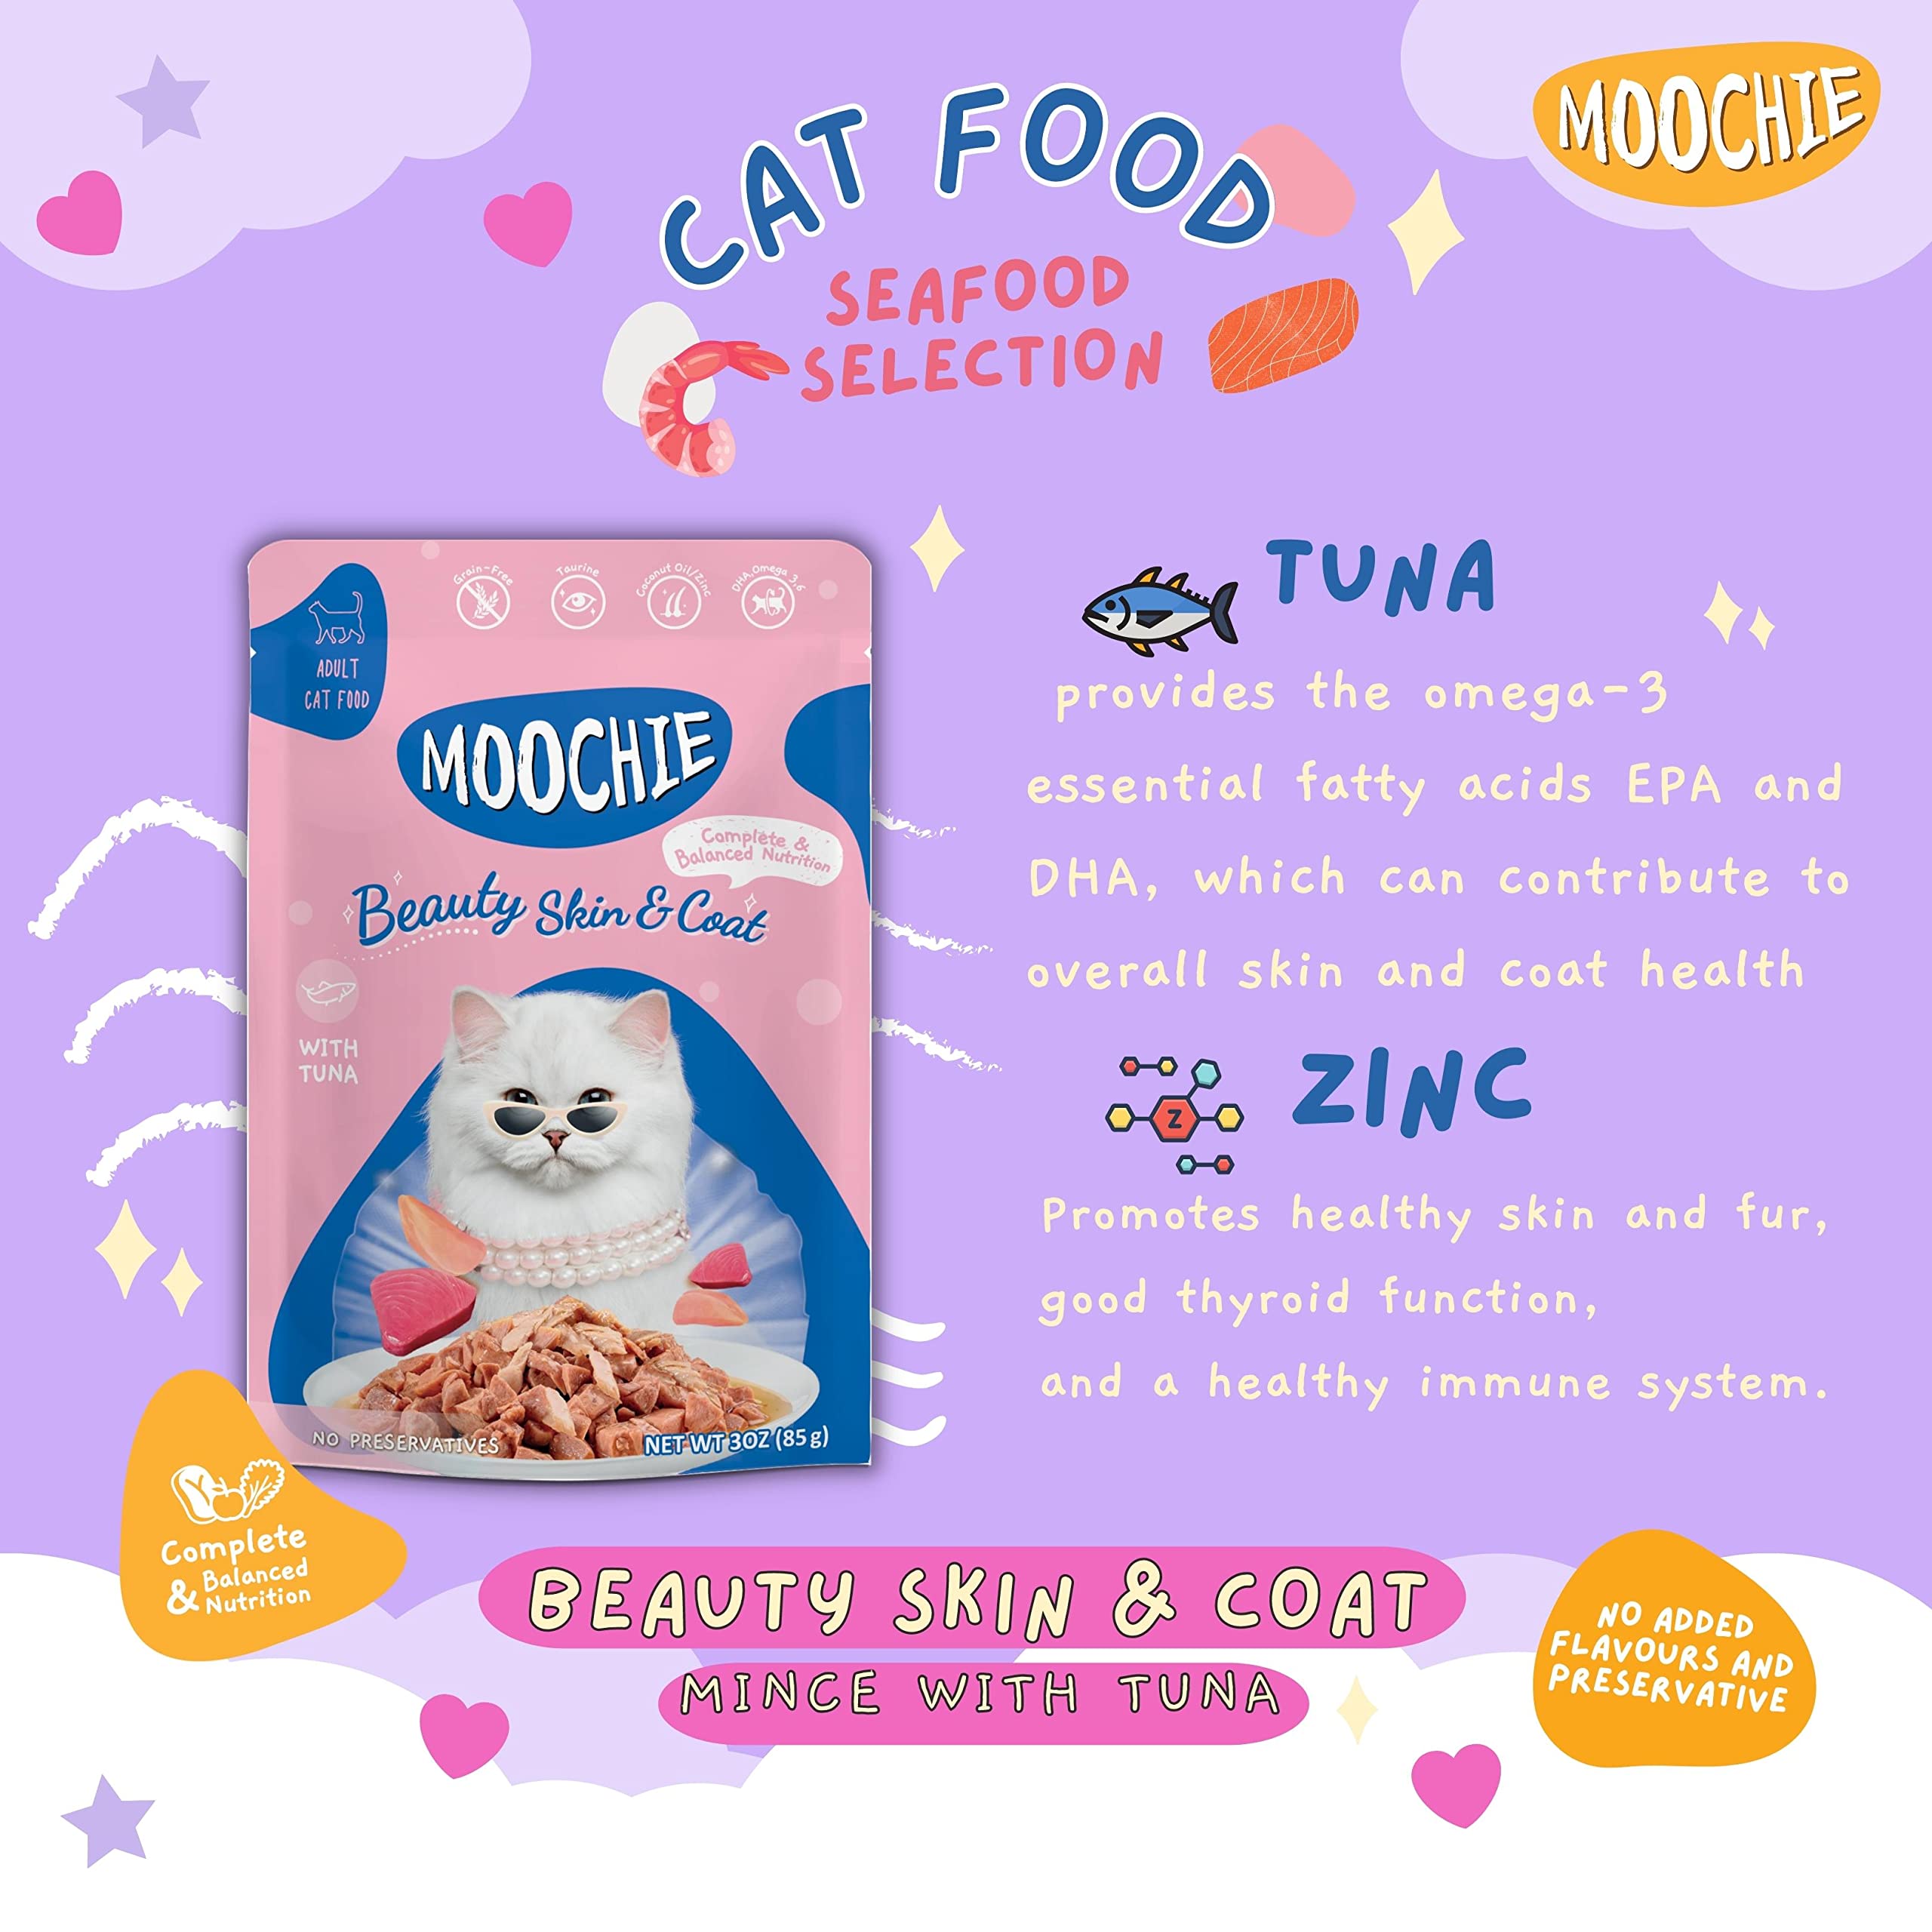 MOOCHIE
CAT FOOD
SEAFOOD
SELECTION
Grain-Free
Taurine
Coconut Oil/Zinc
DHA,Omega 3,6
ADULT
CAT FOOD
MOOCHIE
Complete &
Balanced Nutrition
Beauty Skin & Coat
WITH
TUNA
NO PRESERVATIVES
NET WT 3OZ (85 g)
TUNA
provides the omega-3
essential fatty acids EPA and
DHA, which can contribute to
overall skin and coat health
Z
ZINC
Promotes healthy skin and fur,
good thyroid function,
and a healthy immune system.
Complete
& Balanced
Nutrition
BEAUTY SKIN & COAT
MINCE WITH TUNA
NO ADDED
FLAVOURS AND
PRESERVATIVE